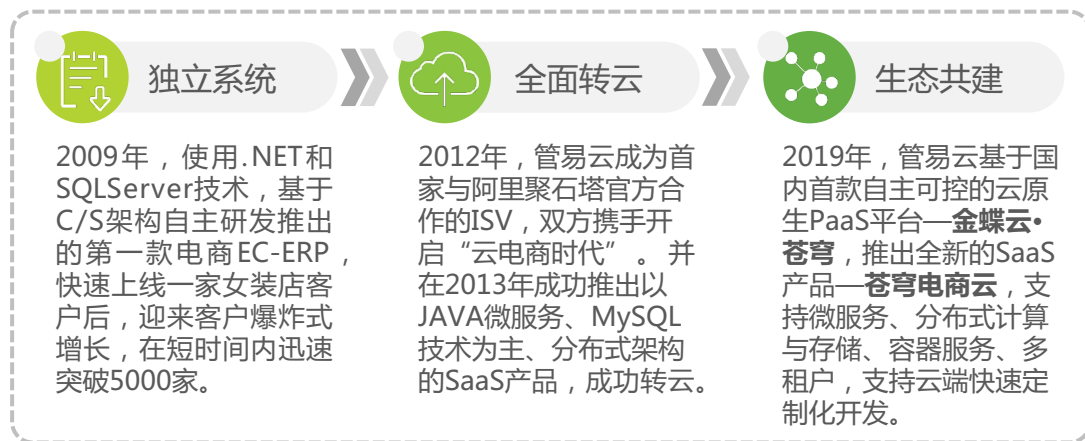 独立系统
2009年，使用.NET和
SQLServer技术，基于
C/S架构自主研发推出
的第一款电商EC-ERP，
快速上线一家女装店客
户后，迎来客户爆炸式
增长，在短时间内迅速
突破5000家。
全面转云
2012年，管易云成为首
家与阿里聚石塔官方合
作的ISV，双方携手开
启“云电商时代”。并
在2013年成功推出以
JAVA微服务、MySQL
技术为主、分布式架构
的SaaS产品，成功转云。
生态共建
2019年，管易云基于国
内首款自主可控的云原
生PaaS平台—金蝶云•
苍穹，推出全新的SaaS
产品—苍穹电商云，支
持微服务、分布式计算
与存储、容器服务、多
租户，支持云端快速定
制化开发。